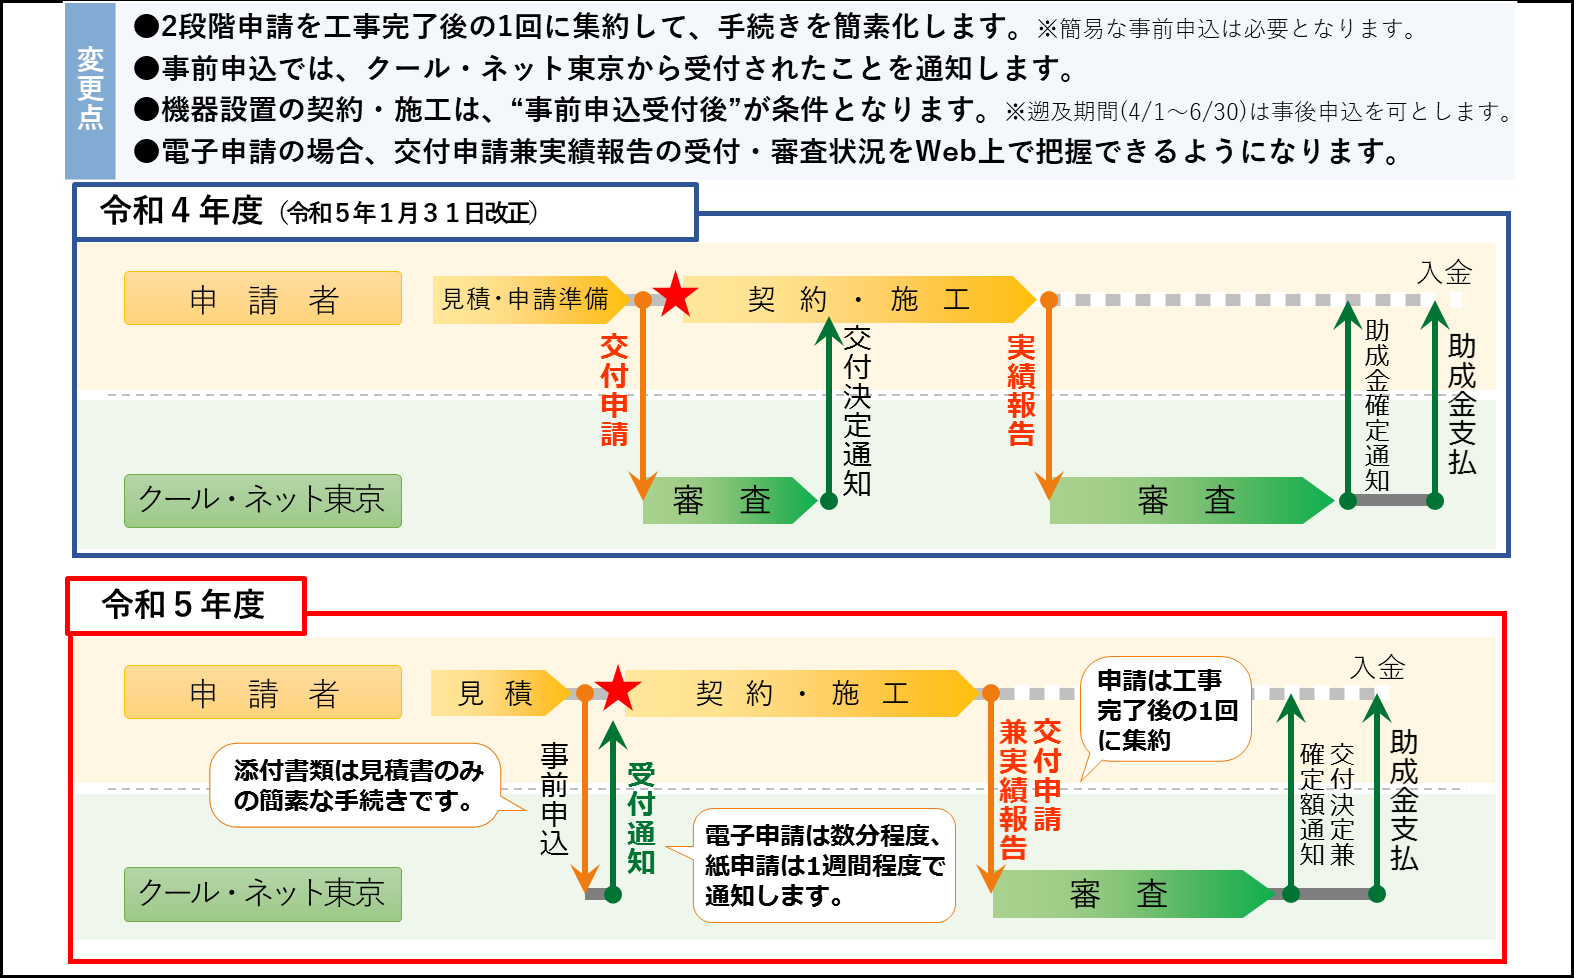 変更点
●2段階申請を工事完了後の1回に集約して、手続きを簡素化します。※簡易な事前申込は必要となります。
●事前申込では、クール・ネット東京から受付されたことを通知します。
●機器設置の契約・施工は、“事前申込受付後”が条件となります。※遡及期間(4/1～6/30)は事後申込を可とします。
●電子申請の場合、交付申請兼実績報告の受付・審査状況をWeb上で把握できるようになります。
令和４年度（令和５年１月３１日改正）
入金
申請者
見積・申請準備
契約・施工
交付申請
交付決定通知
実績報告
助成金確定通知
助成金支払
クール・ネット東京
審査
審査
令和５年度
入金
申請者
見積
契約・施工
申請は工事
完了後の1回
に集約
添付書類は見積書のみ
の簡素な手続きです。
事前申込
受付通知
交付申請
兼実績報告
交付決定兼
確定額通知
助成金支払
電子申請は数分程度、
紙申請は1週間程度で
通知します。
クール・ネット東京
審査